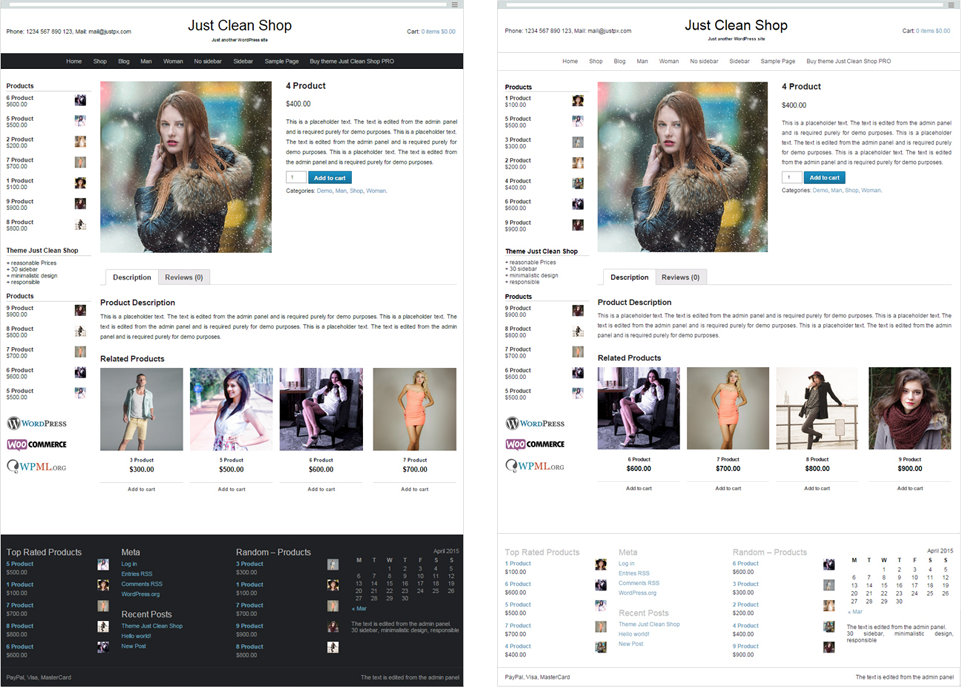 Just Clean Shop
Phone: 1234 567 890 123, Mail: mail@justpx.com
Cart: 0 items $0.00
Just another WordPress site
Home Shop Blog Man Woman No sidebar Sidebar Sample Page Buy theme Just Clean Shop PRO
Products
6 Product
$600.00
5 Product
$500.00
2 Product
$200.00
7 Product
$700.00
1 Product
$100.00
9 Product
$900.00
8 Product
$800.00
Theme Just Clean Shop
+ reasonable Prices
+ 30 sidebar
+ minimalistic design
+ responsible
Products
9 Product
$900.00
8 Product
$800.00
7 Product
$700.00
6 Product
$600.00
5 Product
$500.00
WORDPRESS
WOO COMMERCE
WPML.ORG
4 Product
$400.00
This is a placeholder text. The text is edited from the admin panel
and is required purely for demo purposes. This is a placeholder text.
The text is edited from the admin panel and is required purely for
demo purposes. This is a placeholder text. The text is edited from
the admin panel and is required purely for demo purposes.
1 Add to cart
Categories: Demo, Man, Shop, Woman.
Description Reviews (0)
Product Description
This is a placeholder text. The text is edited from the admin panel and is required purely for demo purposes. This is a placeholder text. The
text is edited from the admin panel and is required purely for demo purposes. This is a placeholder text. The text is edited from the admin
panel and is required purely for demo purposes.
Related Products
3 Product 5 Product 6 Product 7 Product
$300.00 $500.00 $600.00 $700.00
Add to cart Add to cart Add to cart Add to cart
Top Rated Products
5 Product
$500.00
1 Product
$100.00
7 Product
$700.00
8 Product
$800.00
6 Product
$600.00
Meta
Log in
Entries RSS
Comments RSS
WordPress.org
Recent Posts
Theme Just Clean Shop
Hello world!
New Post
Random – Products
3 Product
$300.00
1 Product
$100.00
7 Product
$700.00
9 Product
$900.00
8 Product
$800.00
April 2015
M T W T F S S
1 2 3 4 5
6 7 8 9 10 11 12
13 14 15 16 17 18 19
20 21 22 23 24 25 26
27 28 29 30
« Mar
The text is edited from the admin panel.
30 sidebar, minimalistic design, responsible
PayPal, Visa, MasterCard
The text is edited from the admin panel
Just Clean Shop
Phone: 1234 567 890 123, Mail: mail@justpx.com
Cart: 0 items $0.00
Just another WordPress site
Home Shop Blog Man Woman No sidebar Sidebar Sample Page Buy theme Just Clean Shop PRO
Products
1 Product
$100.00
5 Product
$500.00
3 Product
$300.00
2 Product
$200.00
4 Product
$400.00
6 Product
$600.00
9 Product
$900.00
Theme Just Clean Shop
+ reasonable Prices
+ 30 sidebar
+ minimalistic design
+ responsible
Products
9 Product
$900.00
8 Product
$800.00
7 Product
$700.00
6 Product
$600.00
5 Product
$500.00
WORDPRESS
WOO COMMERCE
WPML.ORG
4 Product
$400.00
This is a placeholder text. The text is edited from the admin panel
and is required purely for demo purposes. This is a placeholder text.
The text is edited from the admin panel and is required purely for
demo purposes. This is a placeholder text. The text is edited from
the admin panel and is required purely for demo purposes.
1 Add to cart
Categories: Demo, Man, Shop, Woman.
Description Reviews (0)
Product Description
This is a placeholder text. The text is edited from the admin panel and is required purely for demo purposes. This is a placeholder text. The
text is edited from the admin panel and is required purely for demo purposes. This is a placeholder text. The text is edited from the admin
panel and is required purely for demo purposes.
Related Products
6 Product 7 Product 8 Product 9 Product
$600.00 $700.00 $800.00 $900.00
Add to cart Add to cart Add to cart Add to cart
Top Rated Products
1 Product
$100.00
6 Product
$600.00
5 Product
$500.00
7 Product
$700.00
4 Product
$400.00
Meta
Log in
Entries RSS
Comments RSS
WordPress.org
Recent Posts
Theme Just Clean Shop
Hello world!
New Post
Random – Products
6 Product
$600.00
3 Product
$300.00
2 Product
$200.00
4 Product
$400.00
9 Product
$900.00
April 2015
M T W T F S S
1 2 3 4 5
6 7 8 9 10 11 12
13 14 15 16 17 18 19
20 21 22 23 24 25 26
27 28 29 30
« Mar
The text is edited from the admin panel.
30 sidebar, minimalistic design,
responsible
PayPal, Visa, MasterCard
The text is edited from the admin panel